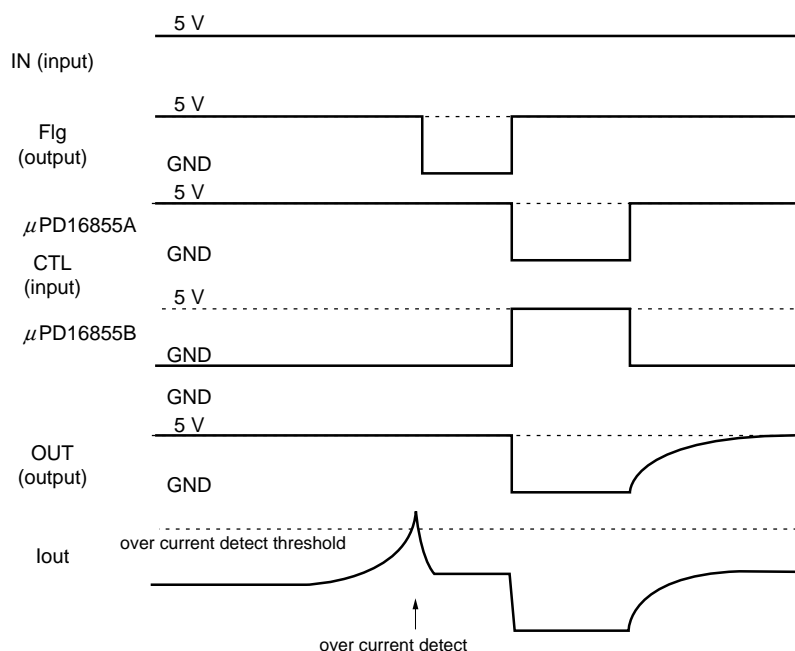 5 V
IN (input)
5 V
Flg
(output)
GND
5 V
μPD16855A
GND
CTL
(input)
5 V
μPD16855B
GND
GND
5 V
OUT
(output)
GND
over current detect threshold
Iout
over current detect